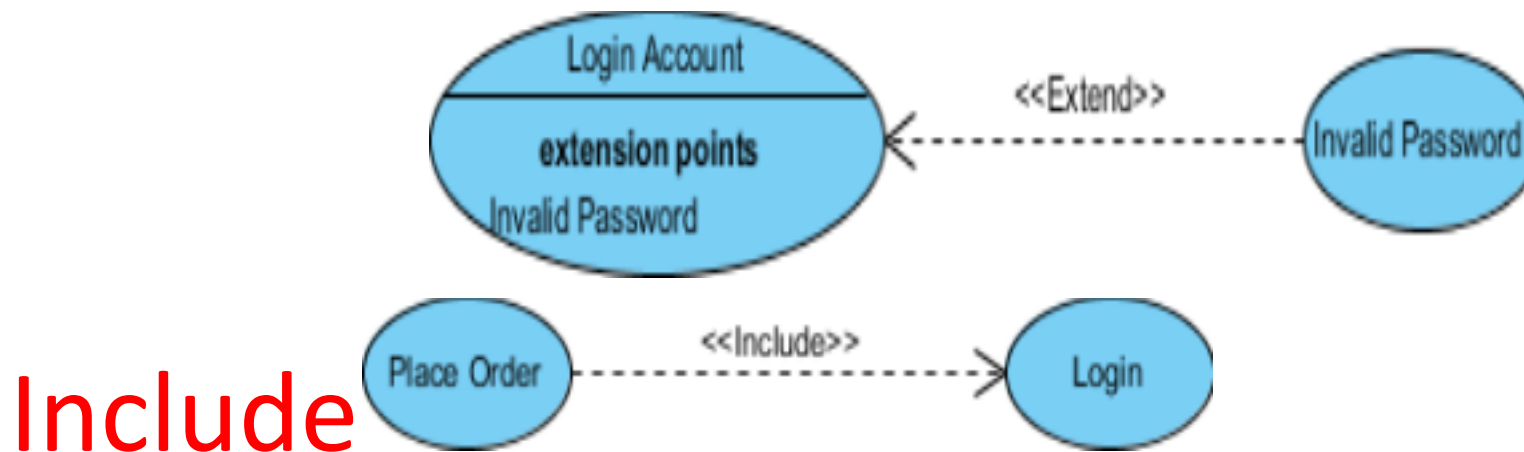 Login Account
extension points
Invalid Password
<<Extend>>
Invalid Password
Include
Place Order
<<Include>>
Login